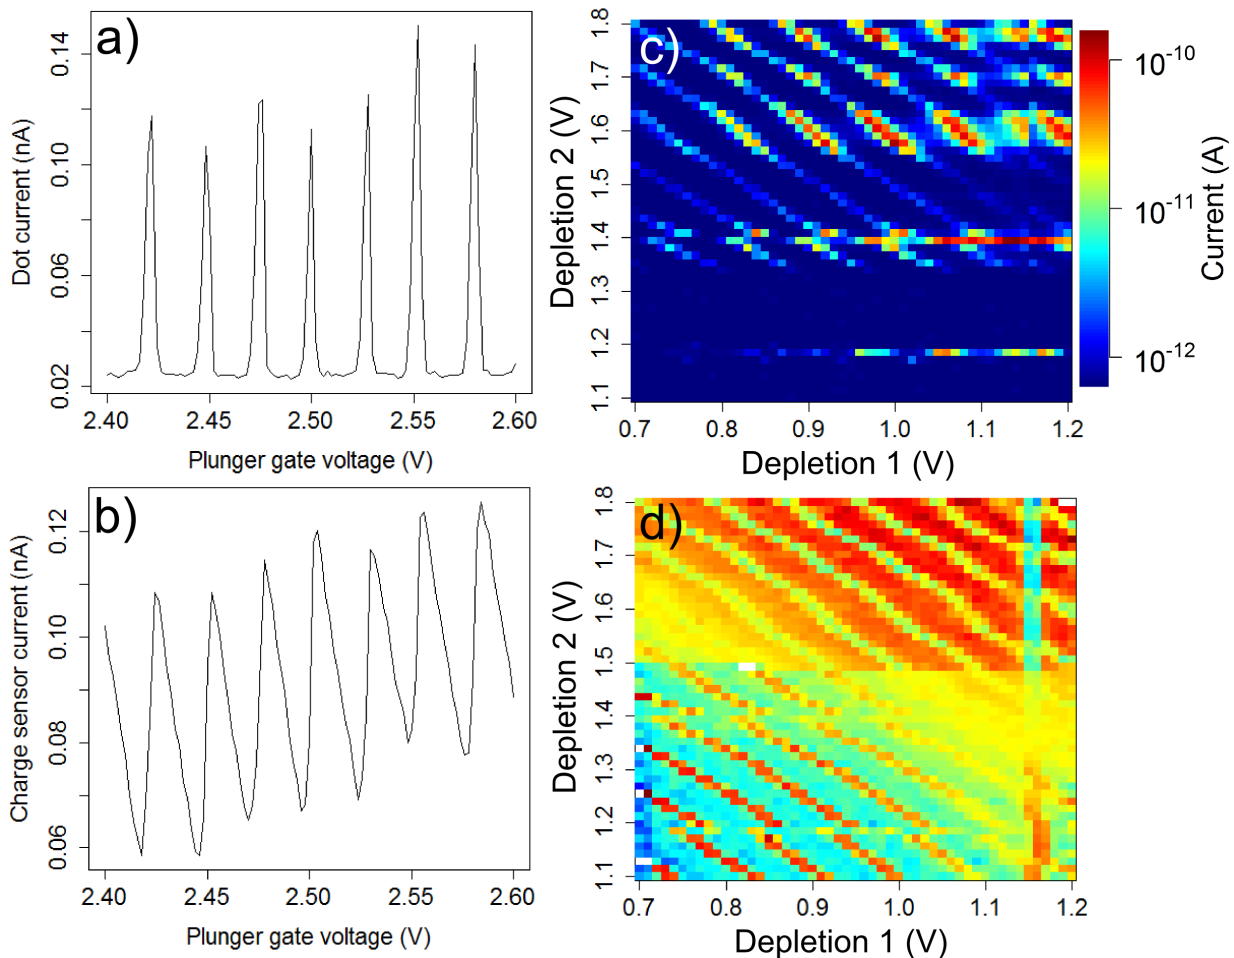 a)
Dot current (nA)
0.14
0.10
0.06
0.02
2.40 2.45 2.50 2.55 2.60
Plunger gate voltage (V)
c)
Depletion 2 (V)
1.8
1.7
1.6
1.5
1.4
1.3
1.2
1.1
0.7 0.8 0.9 1.0 1.1 1.2
Depletion 1 (V)
10⁻¹⁰
10⁻¹¹
10⁻¹²
Current (A)
b)
Charge sensor current (nA)
0.12
0.10
0.08
0.06
2.40 2.45 2.50 2.55 2.60
Plunger gate voltage (V)
d)
Depletion 2 (V)
1.8
1.7
1.6
1.5
1.4
1.3
1.2
1.1
0.7 0.8 0.9 1.0 1.1 1.2
Depletion 1 (V)